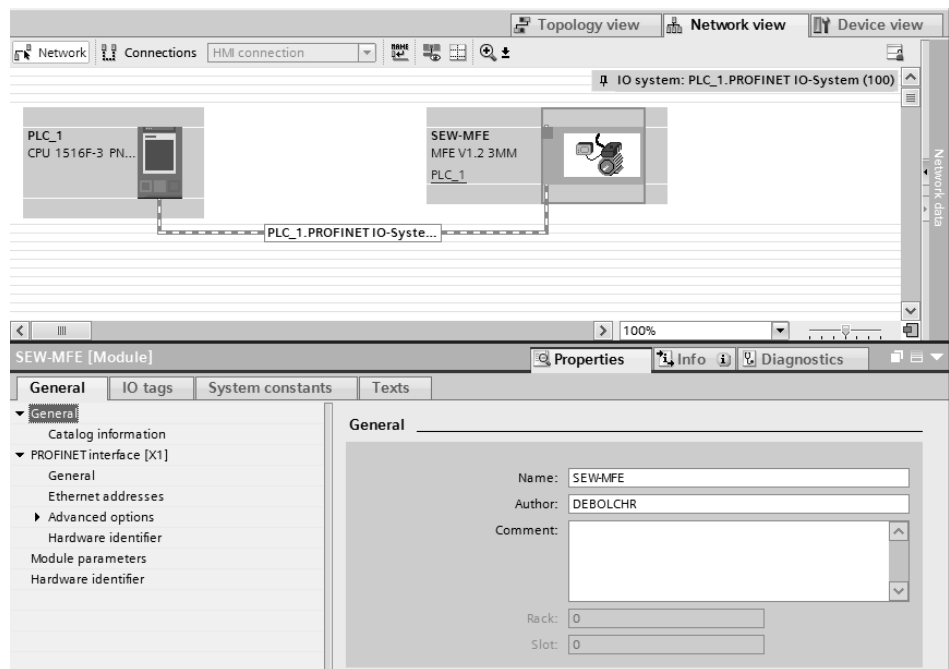 Topology view Network view Device view
Network Connections HMI connection
IO system: PLC_1.PROFINET IO-System (100)
PLC_1
CPU 1516F-3 PN...
SEW-MFE
MFE V1.2 3MM
PLC_1
Network data
PLC_1.PROFINET IO-Syste...
100%
SEW-MFE [Module] Properties Info Diagnostics
General IO tags System constants Texts
General
Catalog information
PROFINET interface [X1]
General
Ethernet addresses
Advanced options
Hardware identifier
Module parameters
Hardware identifier
General
Name: SEW-MFE
Author: DEBOLCHR
Comment:
Rack: 0
Slot: 0